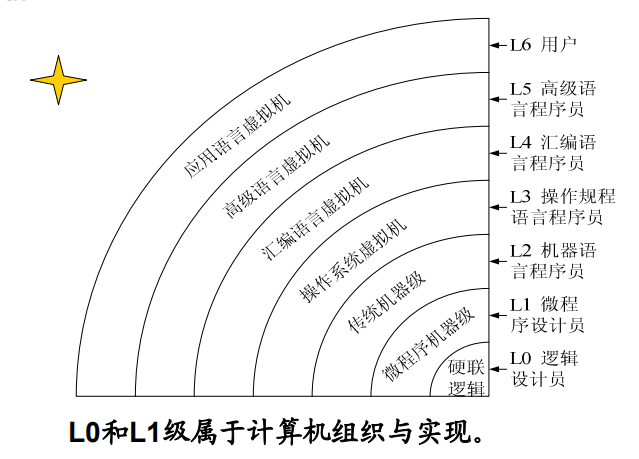 应用语言虚拟机
高级语言虚拟机
汇编语言虚拟机
操作系统虚拟机
传统机器级
微程序机器级
硬联
逻辑
L6 用户
L5 高级语
言程序员
L4 汇编语
言程序员
L3 操作规程
语言程序员
L2 机器语
言程序员
L1 微程
序设计员
L0 逻辑
设计员
L0和L1级属于计算机组织与实现。